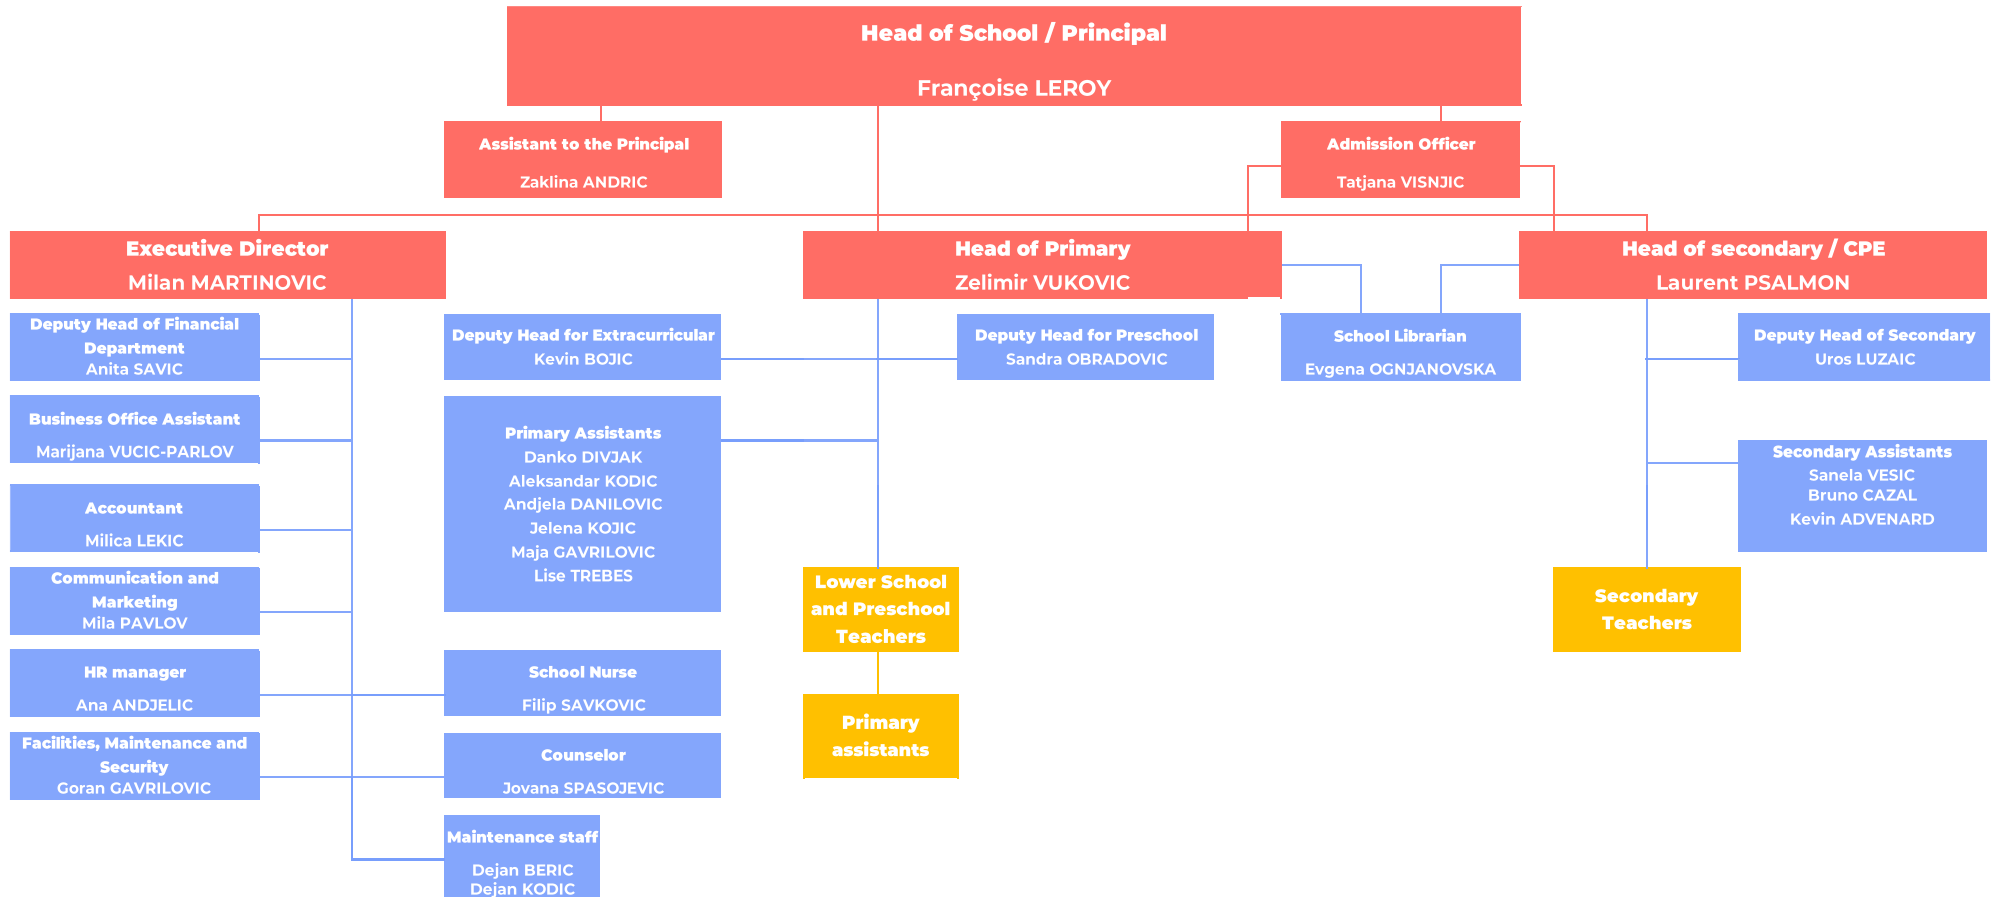 Head of School / Principal
Françoise LEROY
Assistant to the Principal
Zaklina ANDRIC
Admission Officer
Tatjana VISNJIC
Executive Director
Milan MARTINOVIC
Head of Primary
Zelimir VUKOVIC
Head of secondary / CPE
Laurent PSALMON
Deputy Head of Financial
Department
Anita SAVIC
Business Office Assistant
Marijana VUCIC-PARLOV
Accountant
Milica LEKIC
Communication and
Marketing
Mila PAVLOV
HR manager
Ana ANDJELIC
Facilities, Maintenance and
Security
Goran GAVRILOVIC
Deputy Head for Extracurricular
Kevin BOJIC
Primary Assistants
Danko DIVJAK
Aleksandar KODIC
Andjela DANILOVIC
Jelena KOJIC
Maja GAVRILOVIC
Lise TREBES
School Nurse
Filip SAVKOVIC
Counselor
Jovana SPASOJEVIC
Maintenance staff
Dejan BERIC
Dejan KODIC
Deputy Head for Preschool
Sandra OBRADOVIC
Lower School
and Preschool
Teachers
Primary
assistants
School Librarian
Evgena OGNJANOVSKA
Deputy Head of Secondary
Uros LUZAIC
Secondary Assistants
Sanela VESIC
Bruno CAZAL
Kevin ADVENARD
Secondary
Teachers